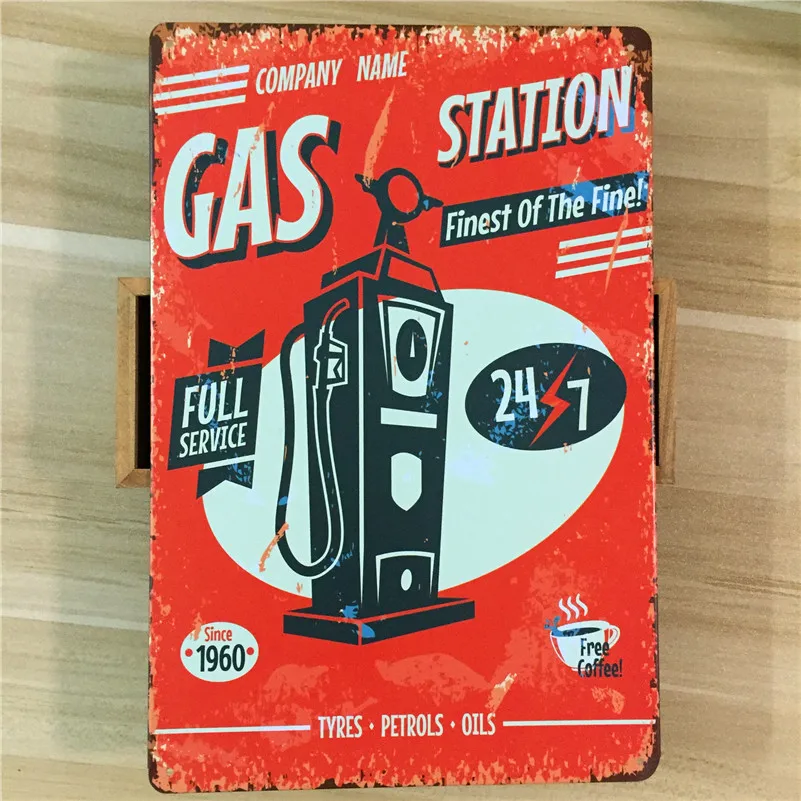 COMPANY NAME
GAS
STATION
Finest Of The Fine!
FULL
SERVICE
24 7
Since
1960
Free
Coffee!
TYRES • PETROLS • OILS